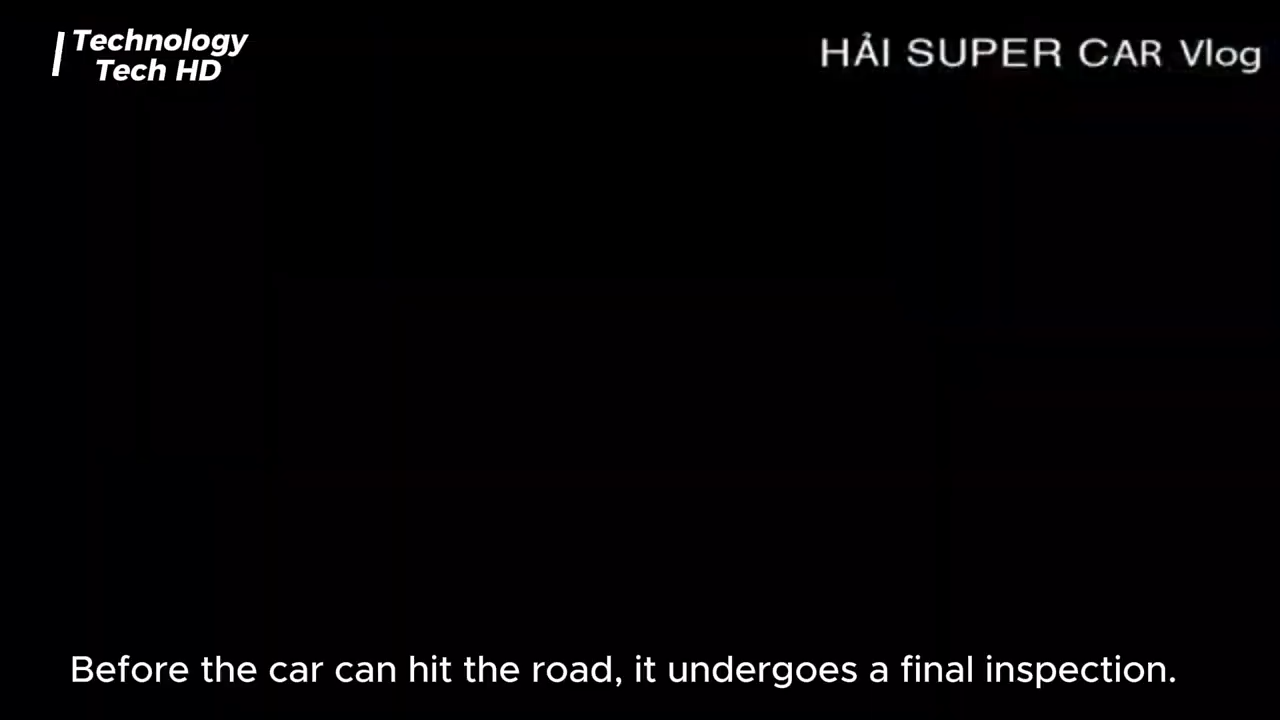 Technology
Tech HD
HẢI SUPER CAR Vlog
Before the car can hit the road, it undergoes a final inspection.